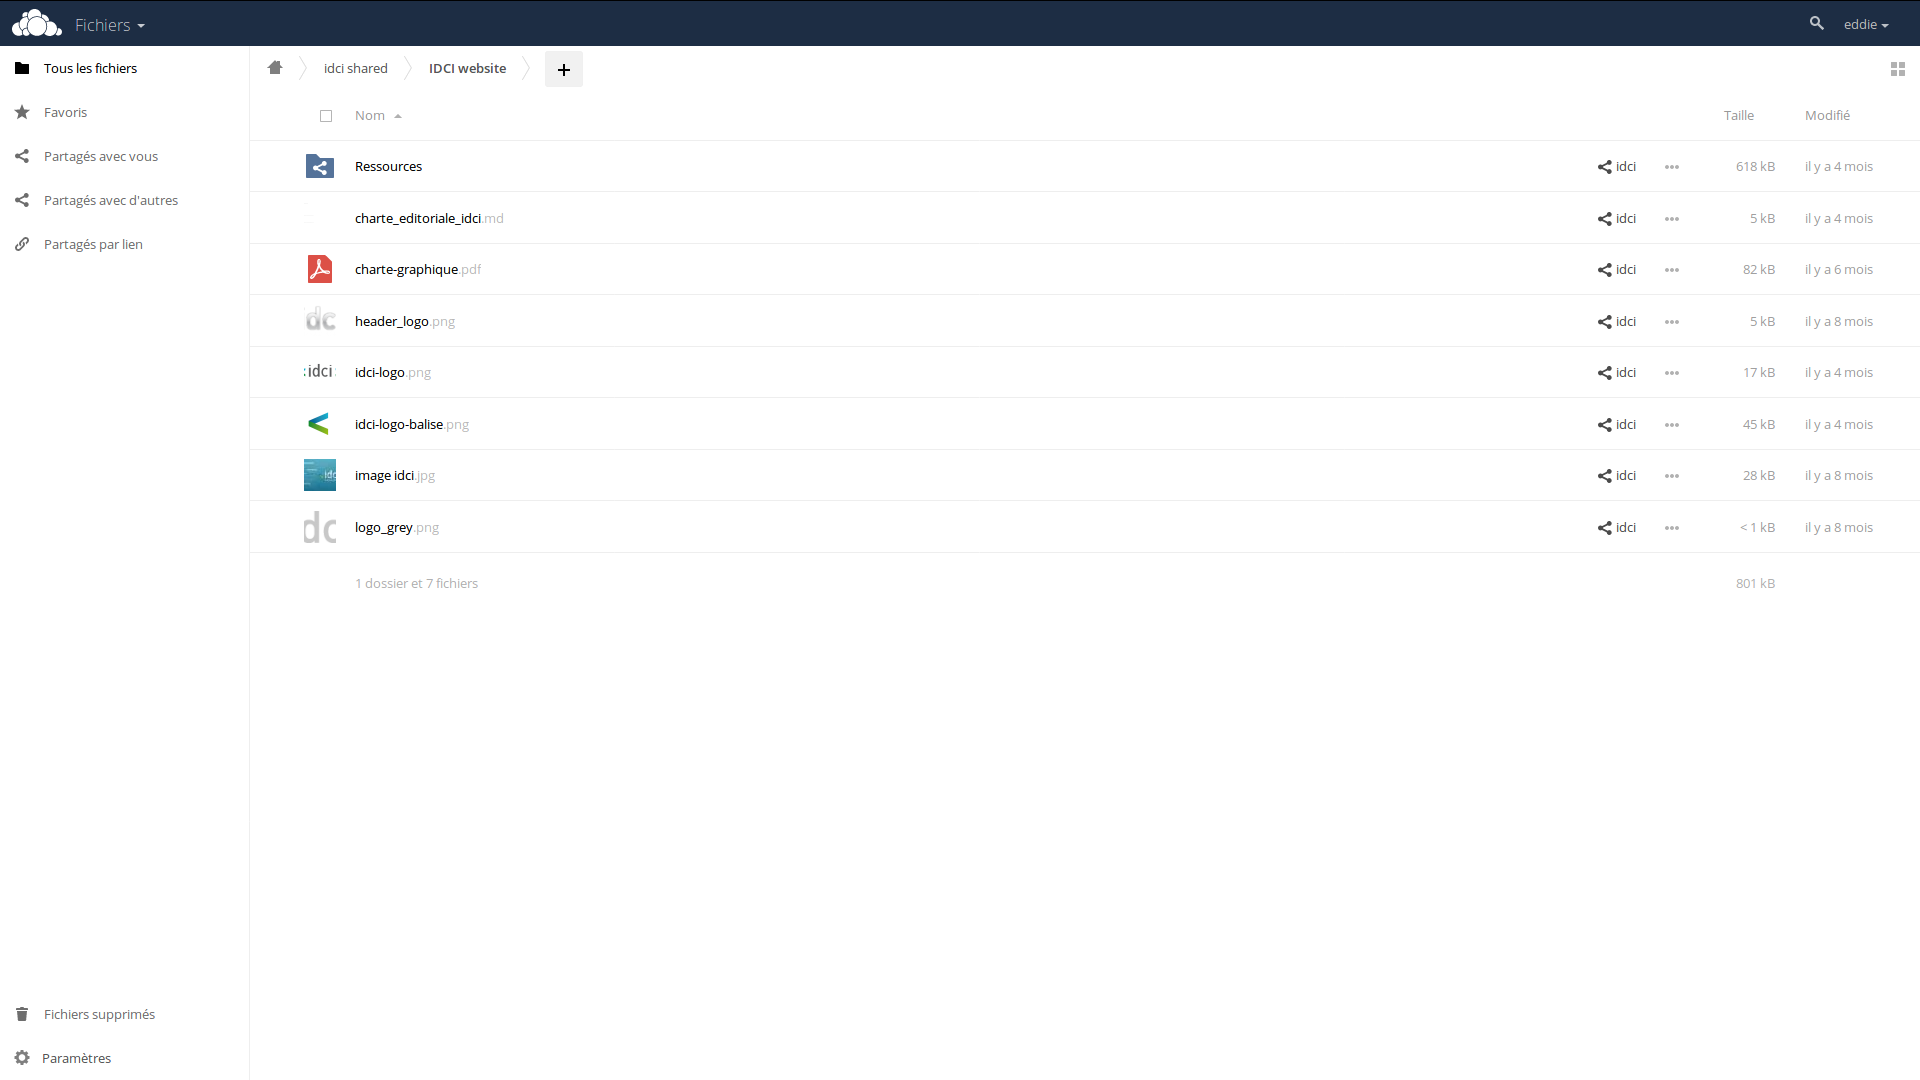 Fichiers eddie
Tous les fichiers
Favoris
Partagés avec vous
Partagés avec d'autres
Partagés par lien
Fichiers supprimés
Paramètres
idci shared IDCI website +
Nom Taille Modifié
Ressources idci 618 kB il y a 4 mois
charte_editoriale_idci.md idci 5 kB il y a 4 mois
charte-graphique.pdf idci 82 kB il y a 6 mois
dc header_logo.png idci 5 kB il y a 8 mois
:idci: idci-logo.png idci 17 kB il y a 4 mois
idci-logo-balise.png idci 45 kB il y a 4 mois
idc image idci.jpg idci 28 kB il y a 8 mois
dc logo_grey.png idci < 1 kB il y a 8 mois
1 dossier et 7 fichiers 801 kB